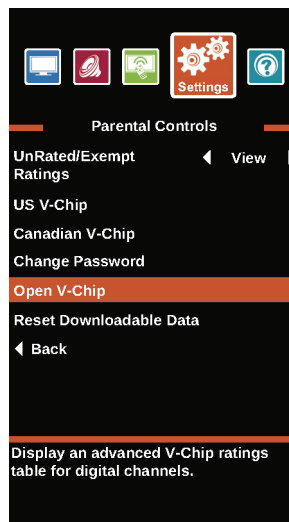 Settings
Parental Controls
UnRated/Exempt View
Ratings
US V-Chip
Canadian V-Chip
Change Password
Open V-Chip
Reset Downloadable Data
Back
Display an advanced V-Chip ratings
table for digital channels.